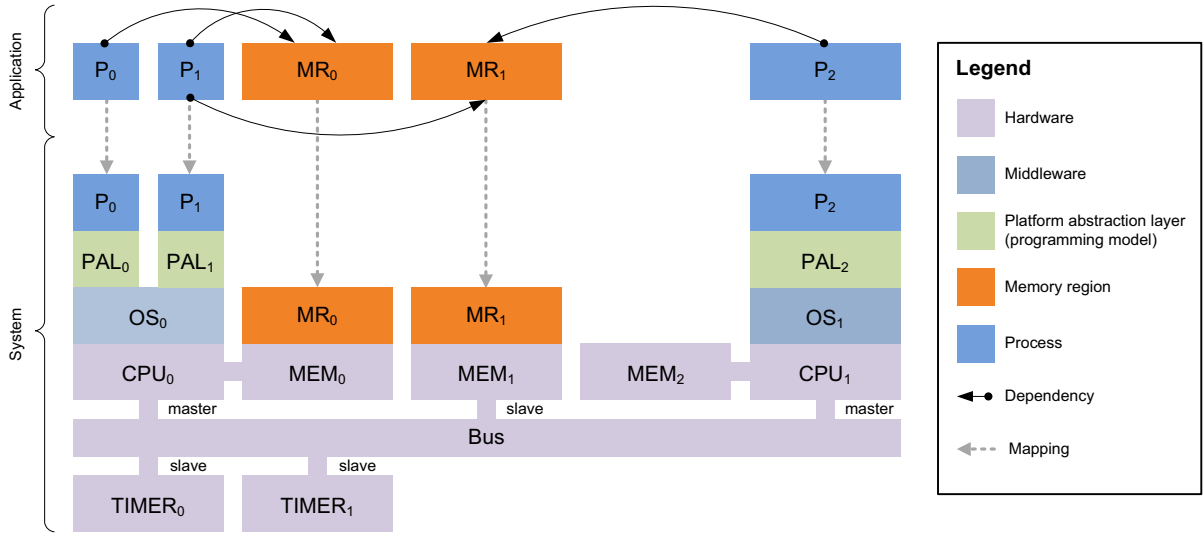 Application
P0
P1
MR0
MR1
P2
System
P0
P1
P2
PAL0
PAL1
PAL2
OS0
MR0
MR1
OS1
CPU0
MEM0
MEM1
MEM2
CPU1
master
slave
master
Bus
slave
slave
TIMER0
TIMER1
Legend
Hardware
Middleware
Platform abstraction layer
(programming model)
Memory region
Process
Dependency
Mapping